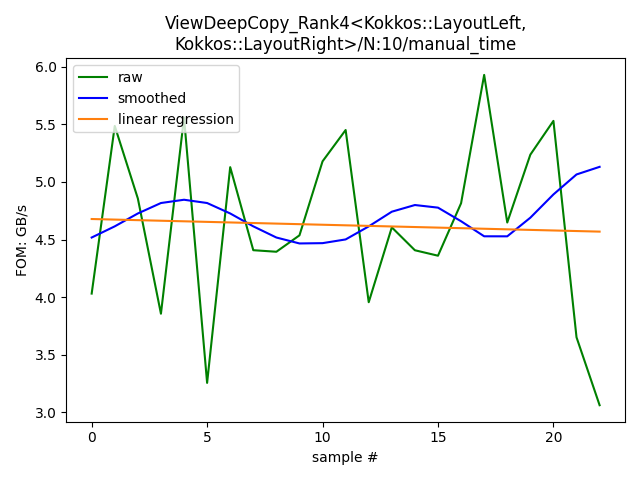 ViewDeepCopy_Rank4<Kokkos::LayoutLeft,
Kokkos::LayoutRight>/N:10/manual_time
raw
smoothed
linear regression
FOM: GB/s
6.0
5.5
5.0
4.5
4.0
3.5
3.0
0
5
10
15
20
sample #